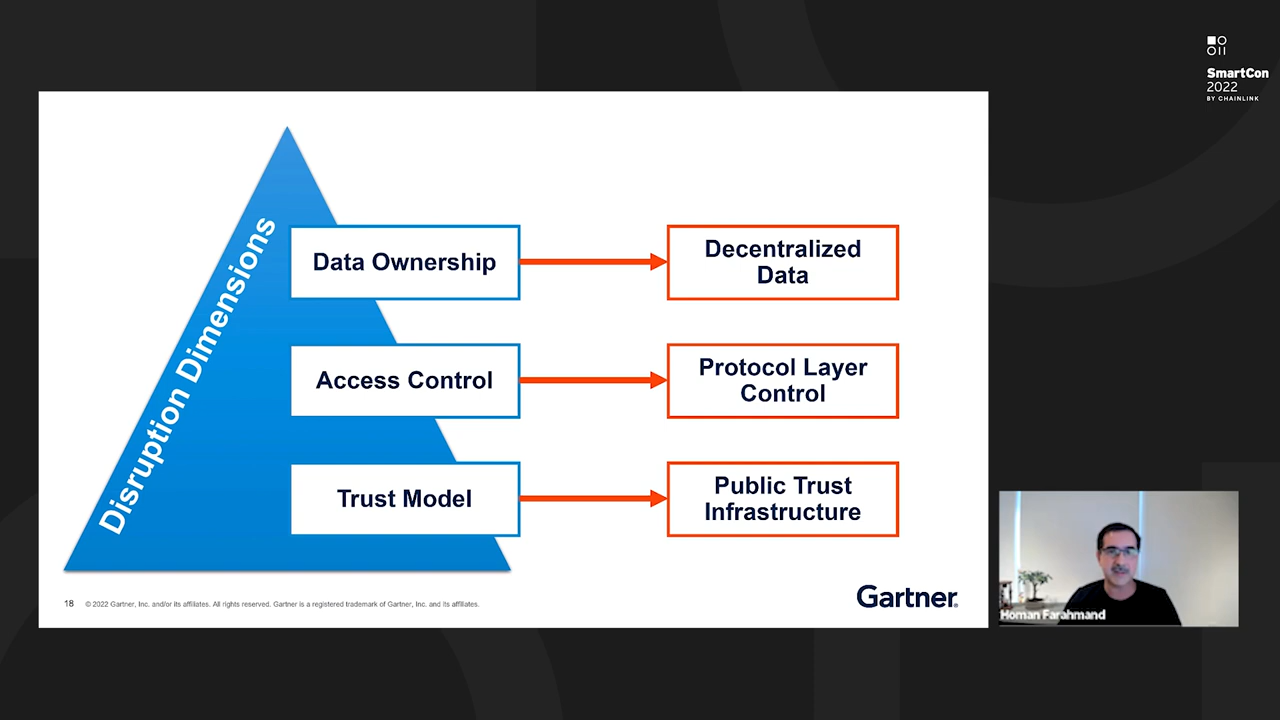 SmartCon
2022
BY CHAINLINK
Disruption Dimensions
Data Ownership
Decentralized
Data
Access Control
Protocol Layer
Control
Trust Model
Public Trust
Infrastructure
18 © 2022 Gartner, Inc. and/or its affiliates. All rights reserved. Gartner is a registered trademark of Gartner, Inc. and its affiliates.
Gartner®
Homan Farahmand